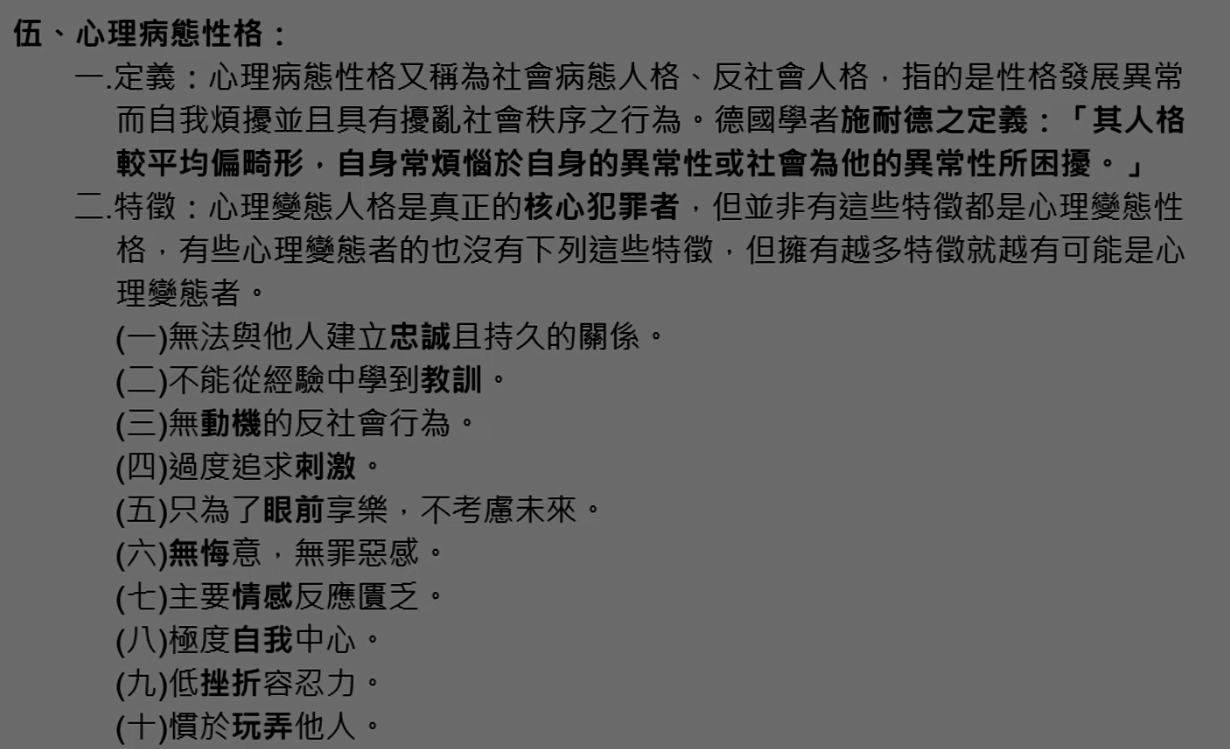 伍、心理病態性格：
一.定義：心理病態性格又稱為社會病態人格、反社會人格，指的是性格發展異常
而自我煩擾並且具有擾亂社會秩序之行為。德國學者施耐德之定義：「其人格
較平均偏畸形，自身常煩惱於自身的異常性或社會為他的異常性所困擾。」
二.特徵：心理變態人格是真正的核心犯罪者，但並非有這些特徵都是心理變態性
格，有些心理變態者的也沒有下列這些特徵，但擁有越多特徵就越有可能是心
理變態者。
(一)無法與他人建立忠誠且持久的關係。
(二)不能從經驗中學到教訓。
(三)無動機的反社會行為。
(四)過度追求刺激。
(五)只為了眼前享樂，不考慮未來。
(六)無悔意，無罪惡感。
(七)主要情感反應匱乏。
(八)極度自我中心。
(九)低挫折容忍力。
(十)慣於玩弄他人。